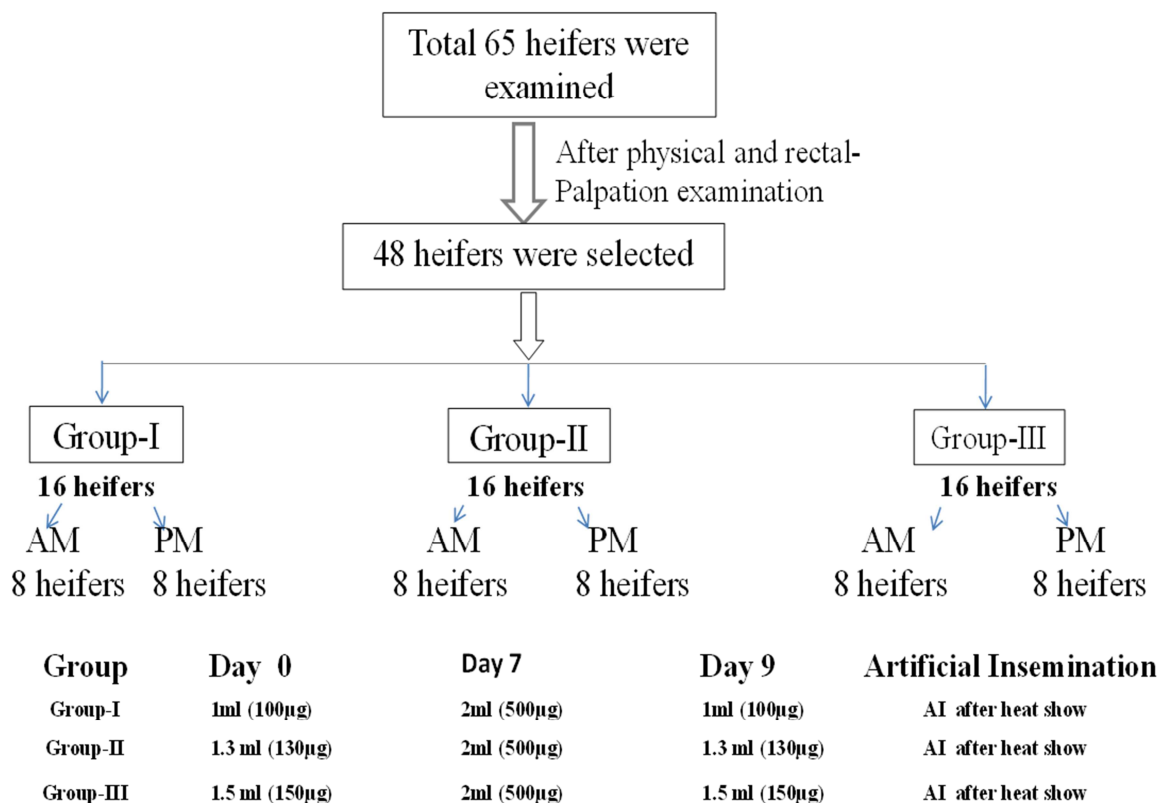 Total 65 heifers were
examined
After physical and rectal-
Palpation examination
48 heifers were selected
Group-I
Group-II
Group-III
16 heifers
16 heifers
16 heifers
AM PM
AM PM
AM PM
8 heifers 8 heifers
8 heifers 8 heifers
8 heifers 8 heifers
Group Day 0 Day 7 Day 9 Artificial Insemination
Group-I 1ml (100µg) 2ml (500µg) 1ml (100µg) AI after heat show
Group-II 1.3 ml (130µg) 2ml (500µg) 1.3 ml (130µg) AI after heat show
Group-III 1.5 ml (150µg) 2ml (500µg) 1.5 ml (150µg) AI after heat show